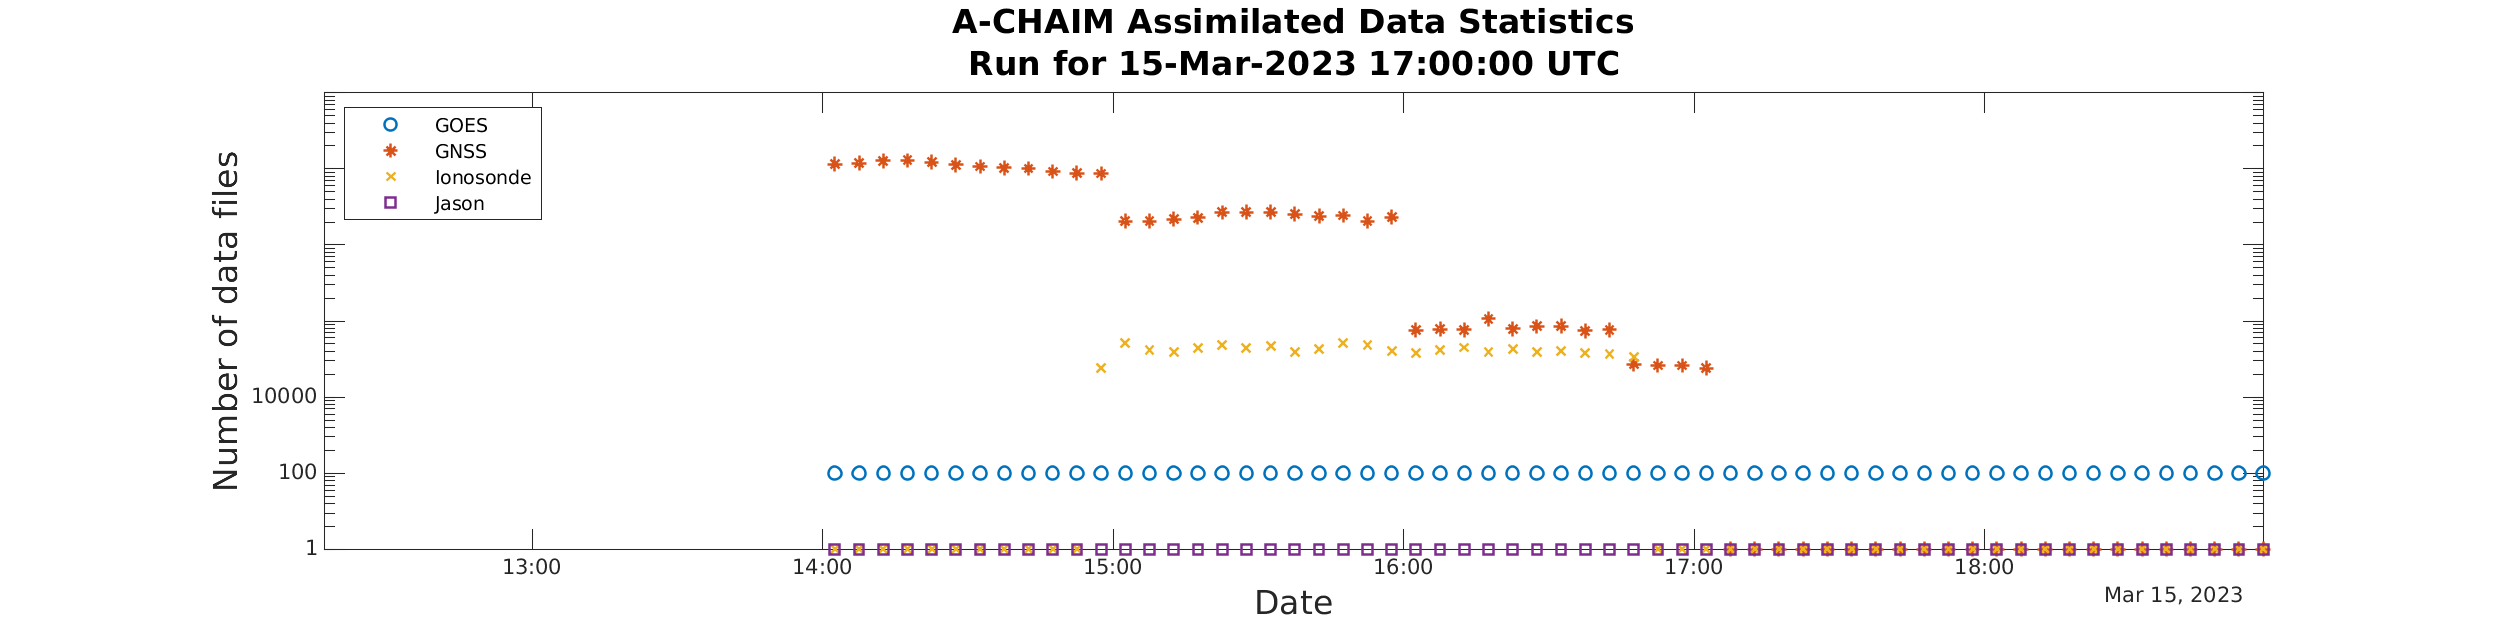 A-CHAIM Assimilated Data Statistics
Run for 15-Mar-2023 17:00:00 UTC
GOES
GNSS
Ionosonde
Jason
Number of data files
10000
100
1
13:00 14:00 15:00 16:00 17:00 18:00
Date
Mar 15, 2023